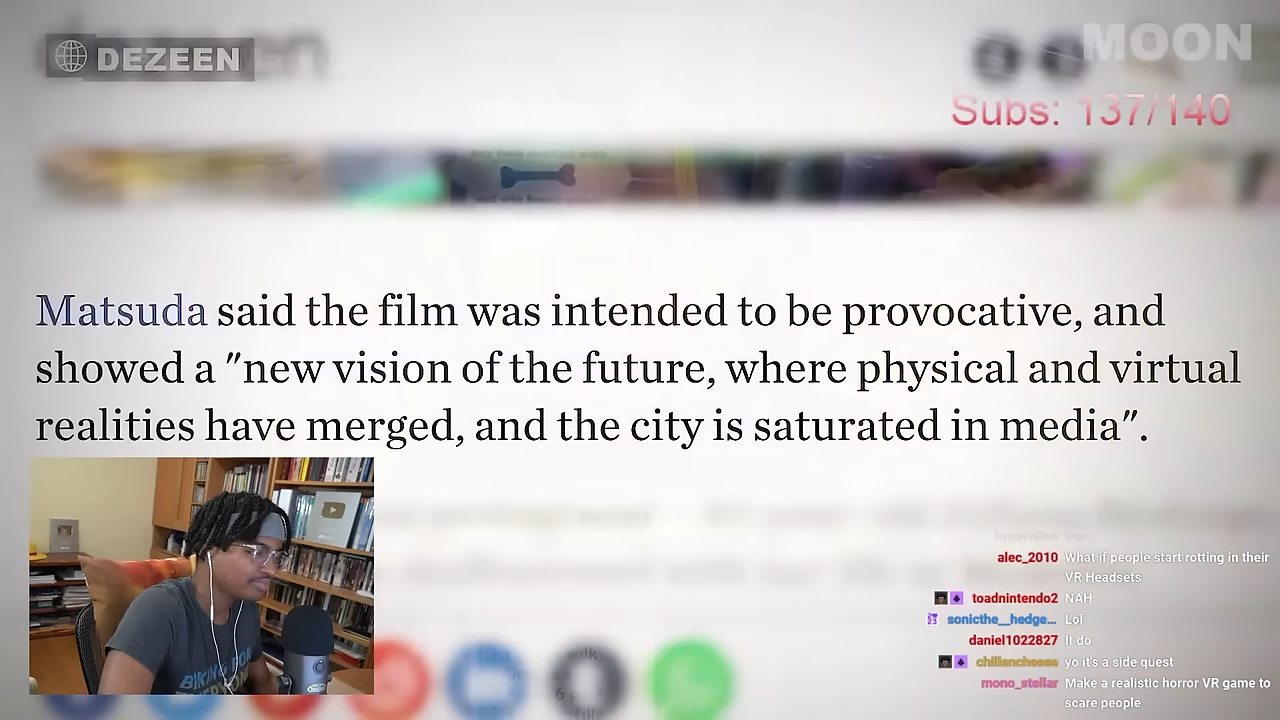 DEZEEN
MOON
Subs: 137/140
Matsuda said the film was intended to be provocative, and
showed a "new vision of the future, where physical and virtual
realities have merged, and the city is saturated in media".
alec_2010 What if people start rotting in their
VR Headsets
toadnintendo2 NAH
sonicthe__hedge... Lol
daniel1022827 It do
chillencheese yo it's a side quest
mono_stellar Make a realistic horror VR game to
scare people
BIKING FOR